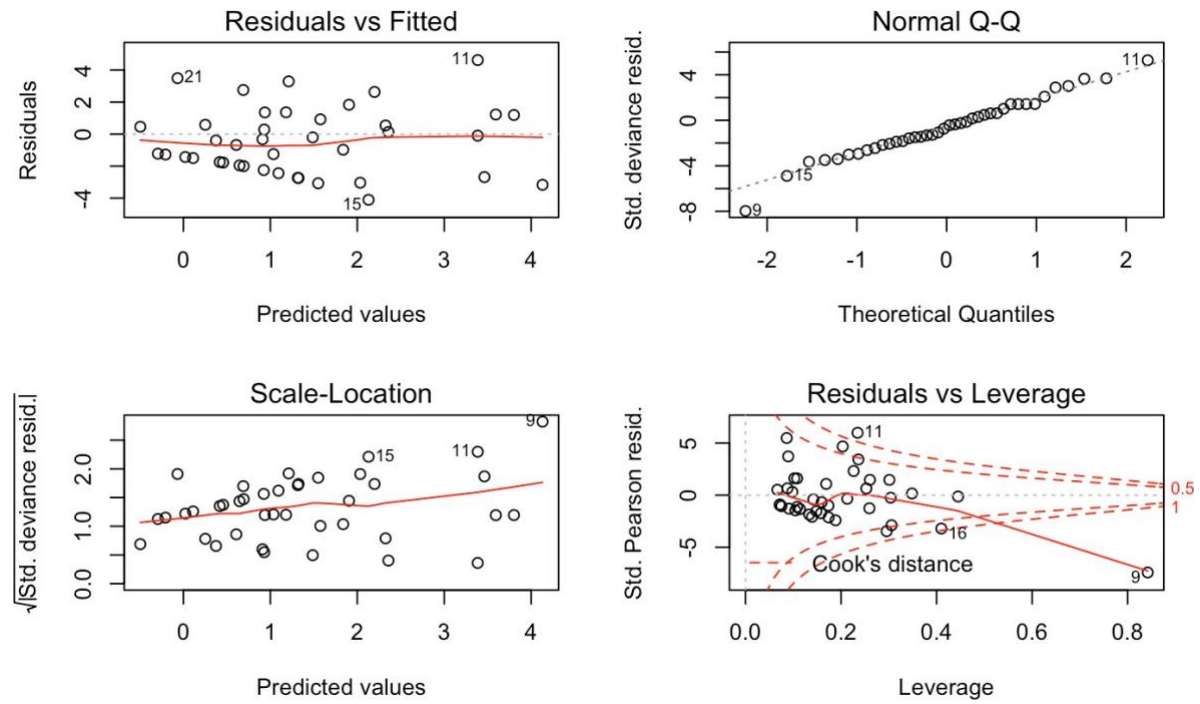 Residuals vs Fitted
Residuals
4
2
0
-4
21
11
15
0 1 2 3 4
Predicted values
Normal Q-Q
Std. deviance resid.
4
0
-4
-8
11
15
9
-2 -1 0 1 2
Theoretical Quantiles
Scale-Location
√|Std. deviance resid.|
2.0
1.0
0.0
9
11
15
0 1 2 3 4
Predicted values
Residuals vs Leverage
Std. Pearson resid.
5
0
-5
11
16
9
0.5
1
Cook's distance
0.0 0.2 0.4 0.6 0.8
Leverage